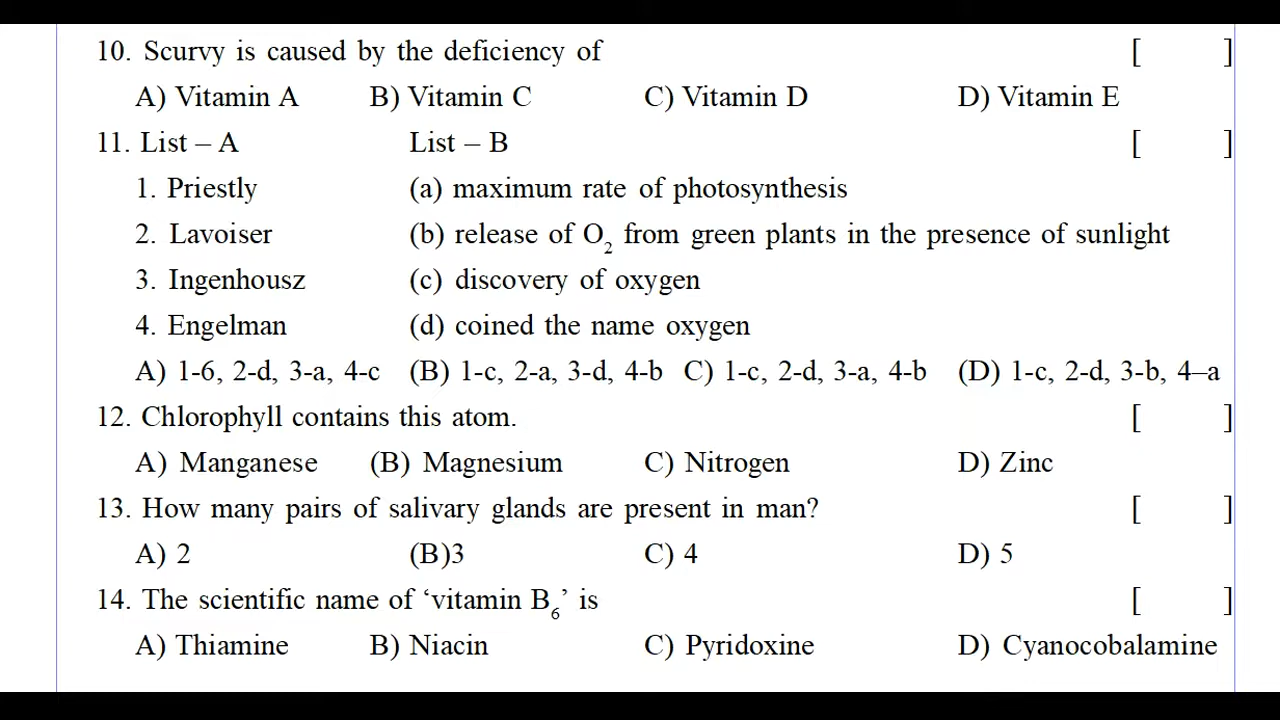 10. Scurvy is caused by the deficiency of [ ]
A) Vitamin A B) Vitamin C C) Vitamin D D) Vitamin E
11. List – A List – B [ ]
1. Priestly (a) maximum rate of photosynthesis
2. Lavoiser (b) release of O₂ from green plants in the presence of sunlight
3. Ingenhousz (c) discovery of oxygen
4. Engelman (d) coined the name oxygen
A) 1-6, 2-d, 3-a, 4-c (B) 1-c, 2-a, 3-d, 4-b C) 1-c, 2-d, 3-a, 4-b (D) 1-c, 2-d, 3-b, 4–a
12. Chlorophyll contains this atom. [ ]
A) Manganese (B) Magnesium C) Nitrogen D) Zinc
13. How many pairs of salivary glands are present in man? [ ]
A) 2 (B)3 C) 4 D) 5
14. The scientific name of ‘vitamin B₆’ is [ ]
A) Thiamine B) Niacin C) Pyridoxine D) Cyanocobalamine